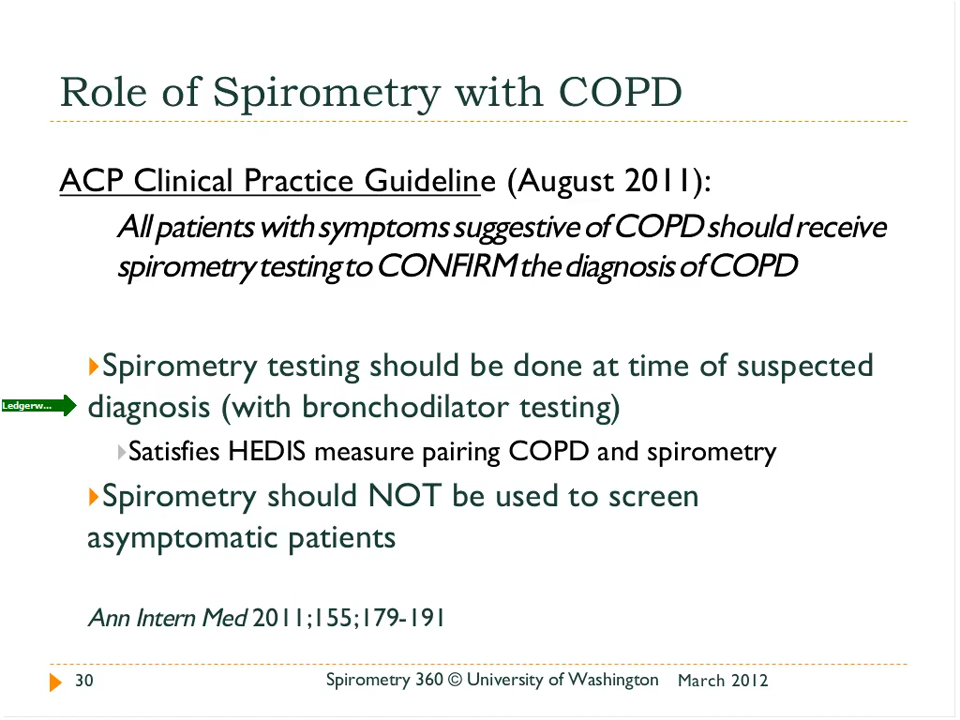 Role of Spirometry with COPD
ACP Clinical Practice Guideline (August 2011):
All patients with symptoms suggestive of COPD should receive
spirometry testing to CONFIRM the diagnosis of COPD
Spirometry testing should be done at time of suspected
Ledgerw...
diagnosis (with bronchodilator testing)
Satisfies HEDIS measure pairing COPD and spirometry
Spirometry should NOT be used to screen
asymptomatic patients
Ann Intern Med 2011;155;179-191
30
Spirometry 360 © University of Washington
March 2012